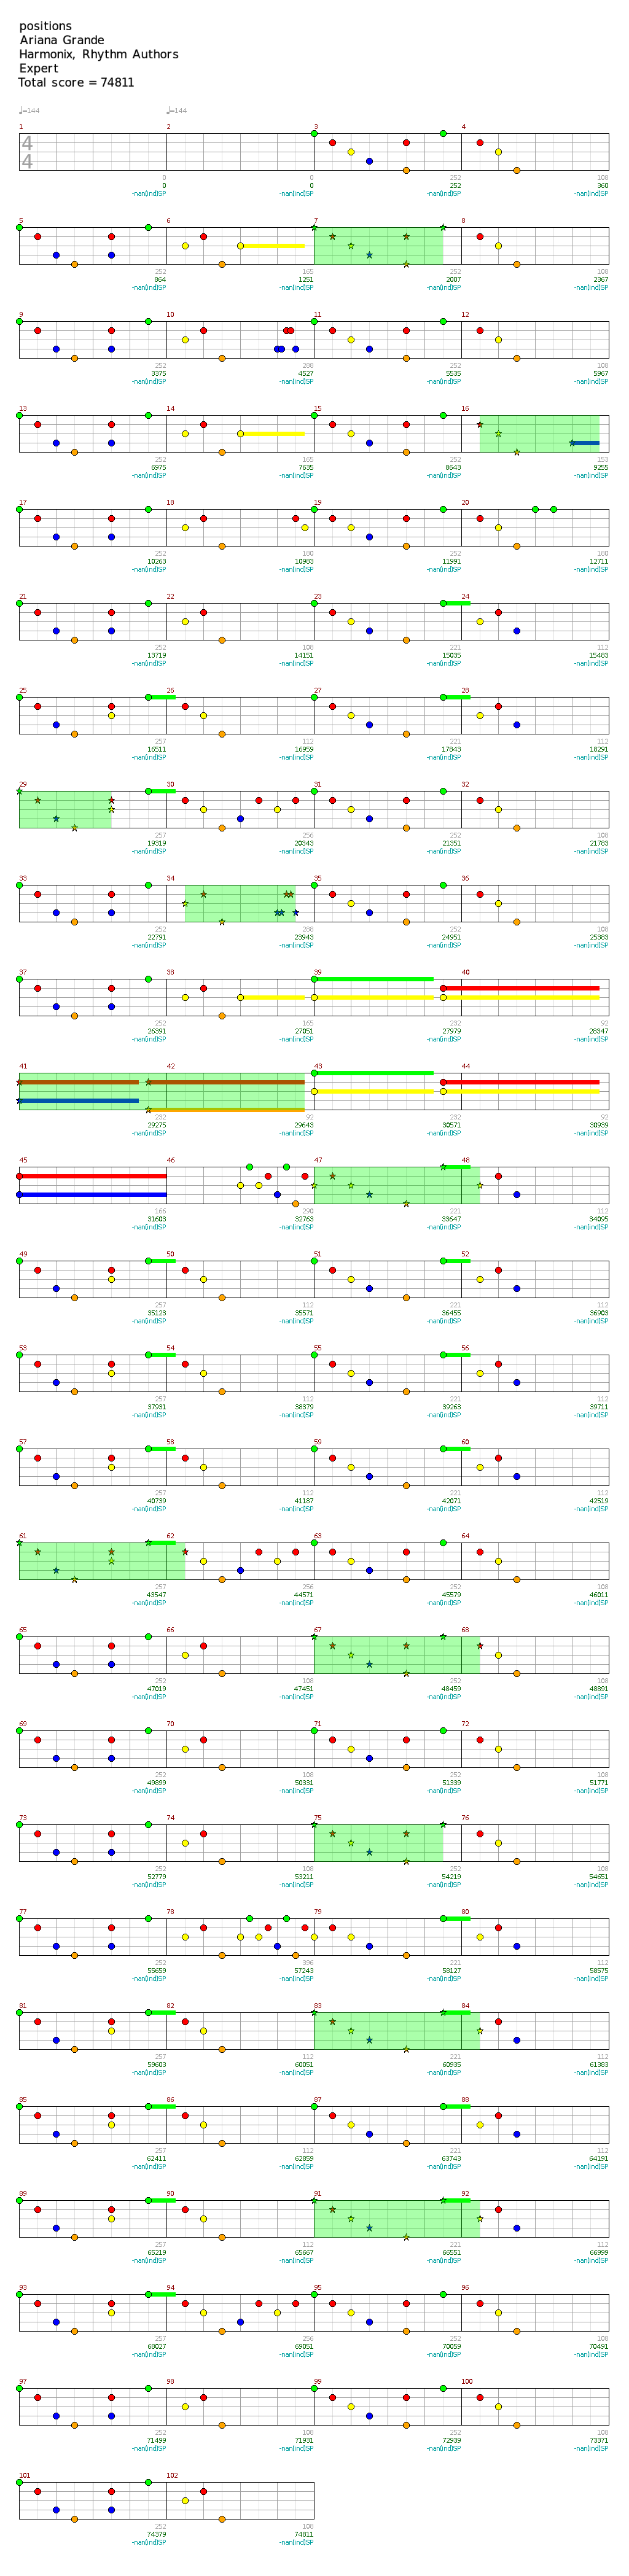 positions
Ariana Grande
Harmonix, Rhythm Authors
Expert
Total score = 74811
♩=144 ♩=144
1 2 3 4
4
4
0 0 252 108
0 0 252 360
-nan(ind)SP -nan(ind)SP -nan(ind)SP -nan(ind)SP
5 6 7 8
252 165 252 108
864 1251 2007 2367
-nan(ind)SP -nan(ind)SP -nan(ind)SP -nan(ind)SP
9 10 11 12
252 288 252 108
3375 4527 5535 5967
-nan(ind)SP -nan(ind)SP -nan(ind)SP -nan(ind)SP
13 14 15 16
252 165 252 153
6975 7635 8643 9255
-nan(ind)SP -nan(ind)SP -nan(ind)SP -nan(ind)SP
17 18 19 20
252 180 252 180
10263 10983 11991 12711
-nan(ind)SP -nan(ind)SP -nan(ind)SP -nan(ind)SP
21 22 23 24
252 108 221 112
13719 14151 15035 15483
-nan(ind)SP -nan(ind)SP -nan(ind)SP -nan(ind)SP
25 26 27 28
257 112 221 112
16511 16959 17843 18291
-nan(ind)SP -nan(ind)SP -nan(ind)SP -nan(ind)SP
29 30 31 32
257 256 252 108
19319 20343 21351 21783
-nan(ind)SP -nan(ind)SP -nan(ind)SP -nan(ind)SP
33 34 35 36
252 288 252 108
22791 23943 24951 25383
-nan(ind)SP -nan(ind)SP -nan(ind)SP -nan(ind)SP
37 38 39 40
252 165 232 92
26391 27051 27979 28347
-nan(ind)SP -nan(ind)SP -nan(ind)SP -nan(ind)SP
41 42 43 44
232 92 232 92
29275 29643 30571 30939
-nan(ind)SP -nan(ind)SP -nan(ind)SP -nan(ind)SP
45 46 47 48
166 290 221 112
31603 32763 33647 34095
-nan(ind)SP -nan(ind)SP -nan(ind)SP -nan(ind)SP
49 50 51 52
257 112 221 112
35123 35571 36455 36903
-nan(ind)SP -nan(ind)SP -nan(ind)SP -nan(ind)SP
53 54 55 56
257 112 221 112
37931 38379 39263 39711
-nan(ind)SP -nan(ind)SP -nan(ind)SP -nan(ind)SP
57 58 59 60
257 112 221 112
40739 41187 42071 42519
-nan(ind)SP -nan(ind)SP -nan(ind)SP -nan(ind)SP
61 62 63 64
257 256 252 108
43547 44571 45579 46011
-nan(ind)SP -nan(ind)SP -nan(ind)SP -nan(ind)SP
65 66 67 68
252 108 252 108
47019 47451 48459 48891
-nan(ind)SP -nan(ind)SP -nan(ind)SP -nan(ind)SP
69 70 71 72
252 108 252 108
49899 50331 51339 51771
-nan(ind)SP -nan(ind)SP -nan(ind)SP -nan(ind)SP
73 74 75 76
252 108 252 108
52779 53211 54219 54651
-nan(ind)SP -nan(ind)SP -nan(ind)SP -nan(ind)SP
77 78 79 80
252 396 221 112
55659 57243 58127 58575
-nan(ind)SP -nan(ind)SP -nan(ind)SP -nan(ind)SP
81 82 83 84
257 112 221 112
59603 60051 60935 61383
-nan(ind)SP -nan(ind)SP -nan(ind)SP -nan(ind)SP
85 86 87 88
257 112 221 112
62411 62859 63743 64191
-nan(ind)SP -nan(ind)SP -nan(ind)SP -nan(ind)SP
89 90 91 92
257 112 221 112
65219 65667 66551 66999
-nan(ind)SP -nan(ind)SP -nan(ind)SP -nan(ind)SP
93 94 95 96
257 256 252 108
68027 69051 70059 70491
-nan(ind)SP -nan(ind)SP -nan(ind)SP -nan(ind)SP
97 98 99 100
252 108 252 108
71499 71931 72939 73371
-nan(ind)SP -nan(ind)SP -nan(ind)SP -nan(ind)SP
101 102
252 108
74379 74811
-nan(ind)SP -nan(ind)SP